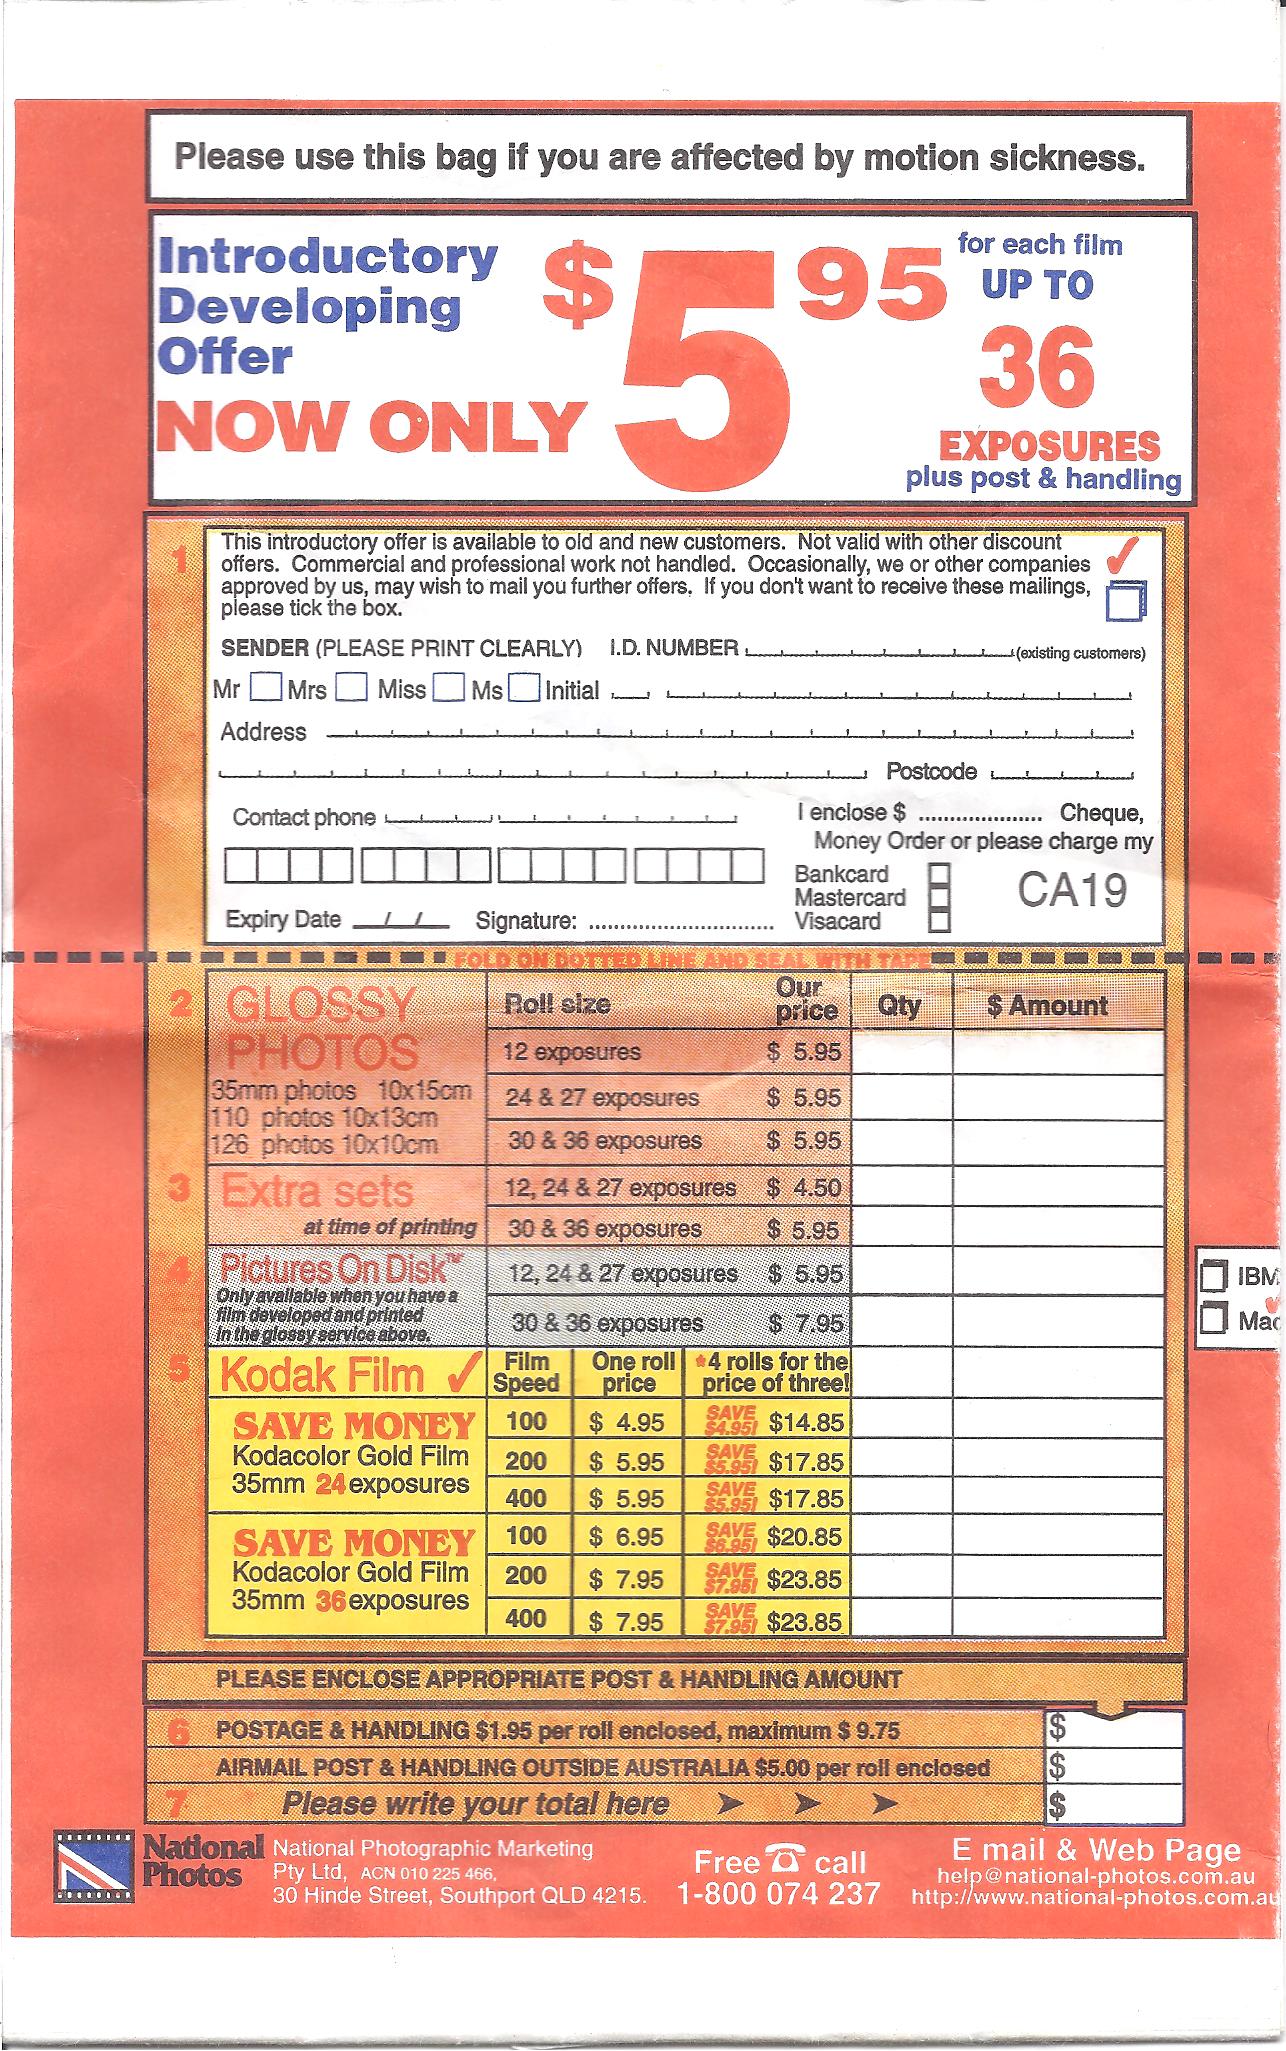 Please use this bag if you are affected by motion sickness.
Introductory
Developing
Offer
NOW ONLY
$5 95
for each film
UP TO
36
EXPOSURES
plus post & handling
1
This introductory offer is available to old and new customers. Not valid with other discount
offers. Commercial and professional work not handled. Occasionally, we or other companies
approved by us, may wish to mail you further offers. If you don't want to receive these mailings,
please tick the box.
SENDER (PLEASE PRINT CLEARLY) I.D. NUMBER (existing customers)
Mr Mrs Miss Ms Initial
Address
Postcode
Contact phone
I enclose $ .................... Cheque,
Money Order or please charge my
Bankcard
Mastercard
Visacard
CA19
Expiry Date / / Signature: ..............................
FOLD ON DOTTED LINE AND SEAL WITH TAPE
2 GLOSSY
PHOTOS
35mm photos 10x15cm
110 photos 10x13cm
126 photos 10x10cm
Roll size Our price Qty $ Amount
12 exposures $ 5.95
24 & 27 exposures $ 5.95
30 & 36 exposures $ 5.95
3 Extra sets
at time of printing
12, 24 & 27 exposures $ 4.50
30 & 36 exposures $ 5.95
4 Pictures On Disk™
Only available when you have a
film developed and printed
in the glossy service above.
12, 24 & 27 exposures $ 5.95
30 & 36 exposures $ 7.95
IBM
Mac
5 Kodak Film ✓
Film Speed One roll price *4 rolls for the price of three!
SAVE MONEY
Kodacolor Gold Film
35mm 24 exposures
100 $ 4.95 SAVE $4.95! $14.85
200 $ 5.95 SAVE $5.95! $17.85
400 $ 5.95 SAVE $5.95! $17.85
SAVE MONEY
Kodacolor Gold Film
35mm 36 exposures
100 $ 6.95 SAVE $6.95! $20.85
200 $ 7.95 SAVE $7.95! $23.85
400 $ 7.95 SAVE $7.95! $23.85
PLEASE ENCLOSE APPROPRIATE POST & HANDLING AMOUNT
6 POSTAGE & HANDLING $1.95 per roll enclosed, maximum $ 9.75 $
AIRMAIL POST & HANDLING OUTSIDE AUSTRALIA $5.00 per roll enclosed $
7 Please write your total here $
National
Photos
National Photographic Marketing
Pty Ltd, ACN 010 225 466,
30 Hinde Street, Southport QLD 4215.
Free call
1-800 074 237
E mail & Web Page
help@national-photos.com.au
http://www.national-photos.com.au